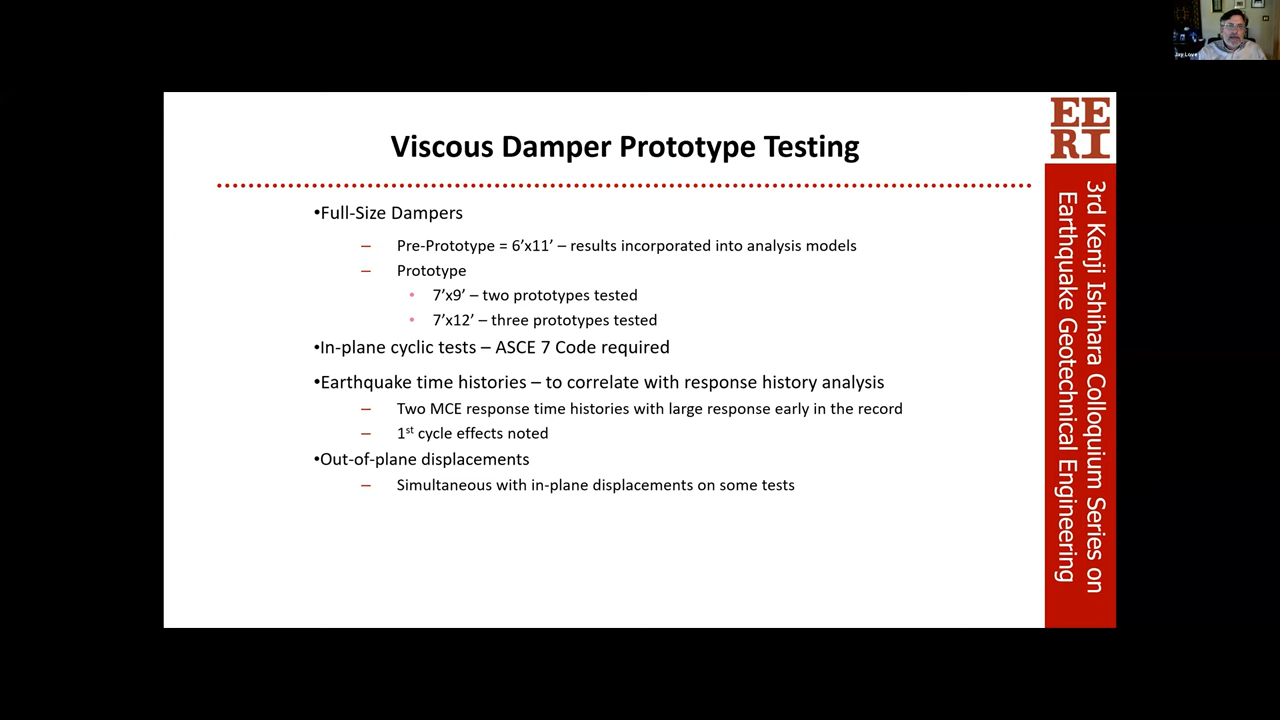 Jay Love
EE
RI
Viscous Damper Prototype Testing
•Full-Size Dampers
– Pre-Prototype = 6’x11’ – results incorporated into analysis models
– Prototype
• 7’x9’ – two prototypes tested
• 7’x12’ – three prototypes tested
•In-plane cyclic tests – ASCE 7 Code required
•Earthquake time histories – to correlate with response history analysis
– Two MCE response time histories with large response early in the record
– 1st cycle effects noted
•Out-of-plane displacements
– Simultaneous with in-plane displacements on some tests
3rd Kenji Ishihara Colloquium Series on
Earthquake Geotechnical Engineering